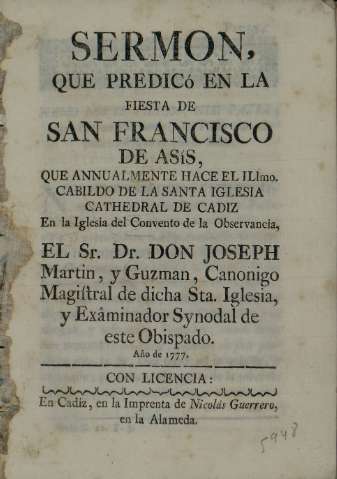 SERMON,
QUE PREDICó EN LA
FIESTA DE
SAN FRANCISCO
DE ASíS,
QUE ANNUALMENTE HACE EL Illmo.
CABILDO DE LA SANTA IGLESIA
CATHEDRAL DE CADIZ
En la Iglesia del Convento de la Observancia,
EL Sr. Dr. DON JOSEPH
Martin, y Guzman, Canonigo
Magiſtral de dicha Sta. Iglesia,
y Exâminador Synodal de
este Obispado.
Año de 1777.
CON LICENCIA:
En Cadiz, en la Imprenta de Nicolás Guerrero,
en la Alameda.
5948